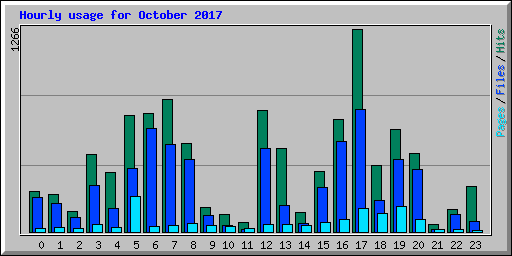 Hourly usage for October 2017
1266
Pages / Files / Hits
0 1 2 3 4 5 6 7 8 9 10 11 12 13 14 15 16 17 18 19 20 21 22 23